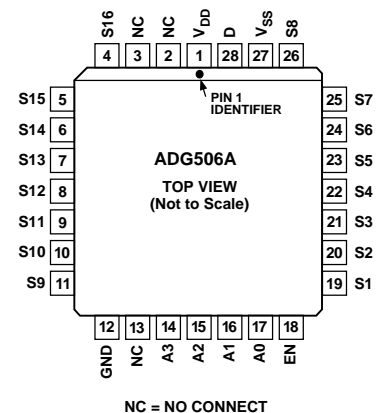 S16 NC NC VDD D VSS S8
4 3 2 1 28 27 26
PIN 1
IDENTIFIER
S15 5
S14 6
S13 7
S12 8
S11 9
S10 10
S9 11
ADG506A
TOP VIEW
(Not to Scale)
25 S7
24 S6
23 S5
22 S4
21 S3
20 S2
19 S1
12 13 14 15 16 17 18
GND NC A3 A2 A1 A0 EN
NC = NO CONNECT